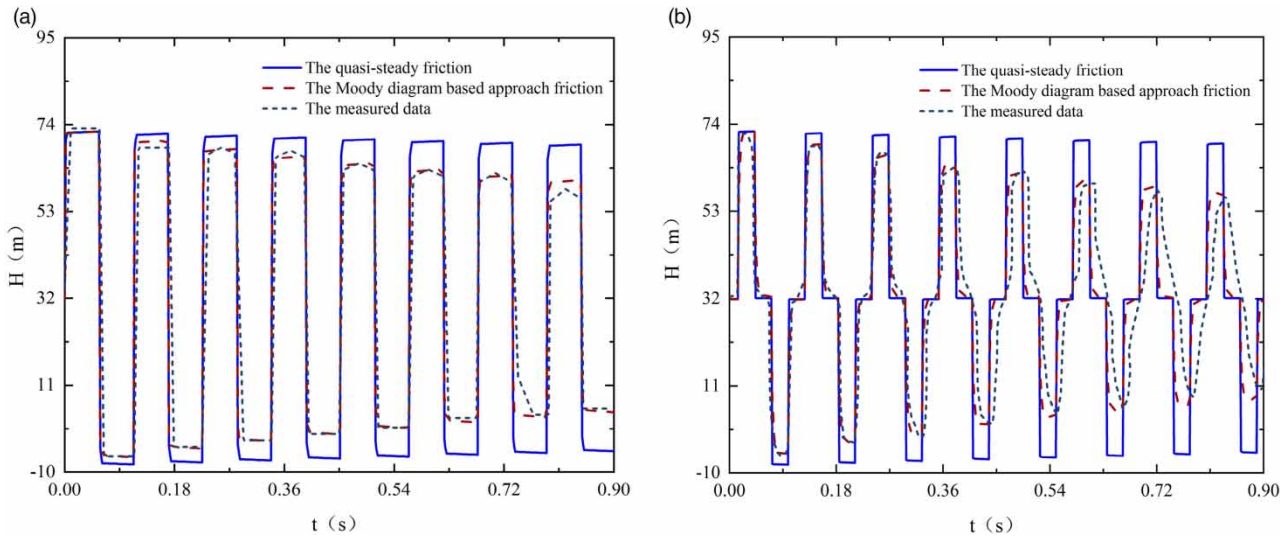 (a)
95
74
53
32
11
-10
H (m)
The quasi-steady friction
The Moody diagram based approach friction
The measured data
0.00 0.18 0.36 0.54 0.72 0.90
t (s)
(b)
95
74
53
32
11
-10
H (m)
The quasi-steady friction
The Moody diagram based approach friction
The measured data
0.00 0.18 0.36 0.54 0.72 0.90
t (s)